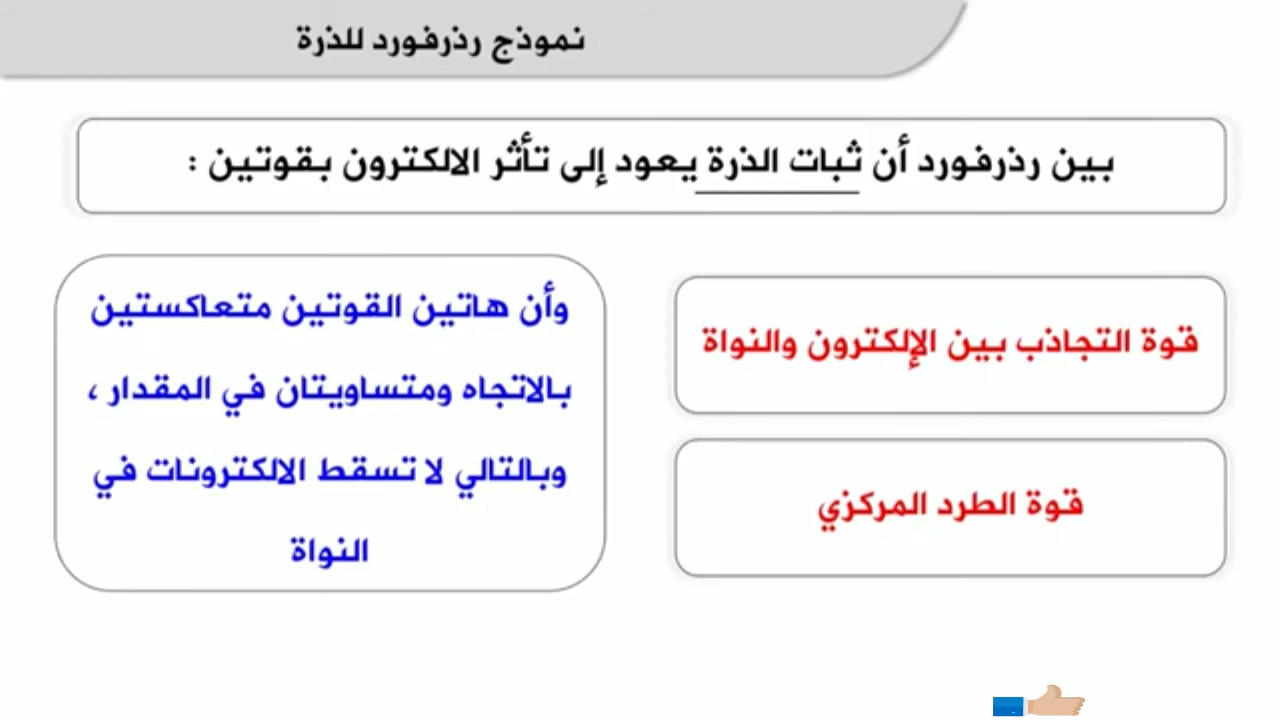 نموذج رذرفورد للذرة
بين رذرفورد أن ثبات الذرة يعود إلى تأثر الالكترون بقوتين :
قوة التجاذب بين الإلكترون والنواة
قوة الطرد المركزي
وأن هاتين القوتين متعاكستين
بالاتجاه ومتساويتان في المقدار ،
وبالتالي لا تسقط الالكترونات في
النواة